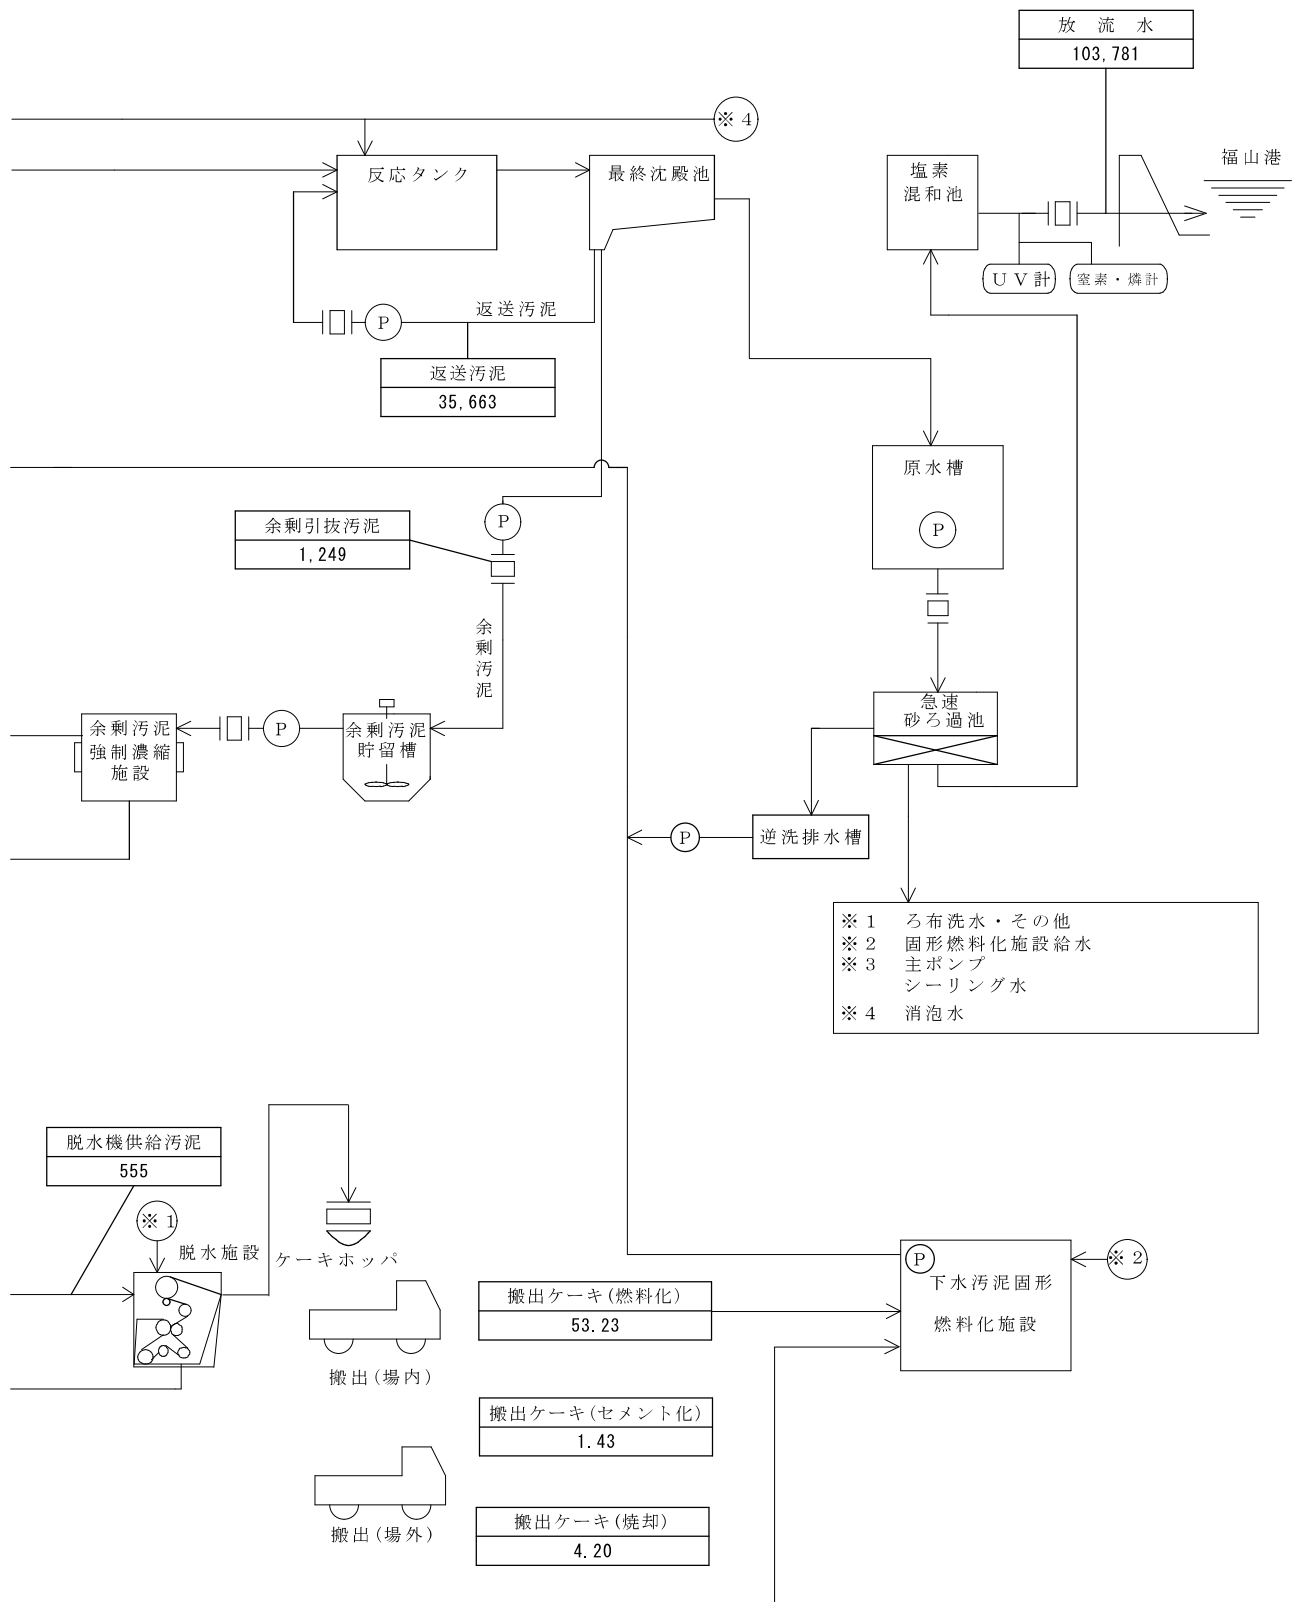 放　流　水
103,781
※４
反応タンク
最終沈殿池
塩素
混和池
福山港
ＵＶ計
窒素・燐計
返送汚泥
Ｐ
返送汚泥
35,663
原水槽
Ｐ
余剰引抜汚泥
1,249
Ｐ
余剰汚泥
急速
砂ろ過池
余剰汚泥
強制濃縮
施設
Ｐ
余剰汚泥
貯留槽
Ｐ
逆洗排水槽
※１　ろ布洗水・その他
※２　固形燃料化施設給水
※３　主ポンプ
シーリング水
※４　消泡水
脱水機供給汚泥
555
※１
脱水施設
ケーキホッパ
Ｐ
※２
下水汚泥固形
燃料化施設
搬出ケーキ(燃料化)
53.23
搬出(場内)
搬出ケーキ(セメント化)
1.43
搬出(場外)
搬出ケーキ(焼却)
4.20